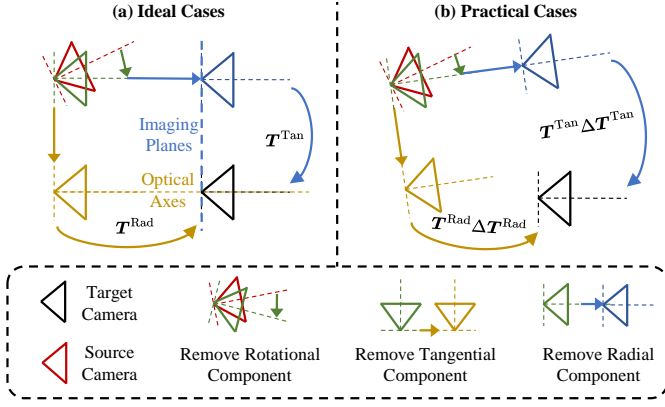 (a) Ideal Cases
(b) Practical Cases
Imaging
Planes
T^Tan
T^Tan ΔT^Tan
Optical
Axes
T^Rad
T^Rad ΔT^Rad
Target
Camera
Source
Camera
Remove Rotational
Component
Remove Tangential
Component
Remove Radial
Component